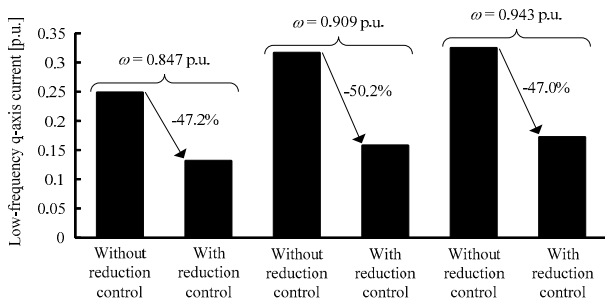 Low-frequency q-axis current [p.u.]
0.35
0.3
0.25
0.2
0.15
0.1
0.05
0
ω = 0.847 p.u.
ω = 0.909 p.u.
ω = 0.943 p.u.
-47.2%
-50.2%
-47.0%
Without
reduction
control
With
reduction
control
Without
reduction
control
With
reduction
control
Without
reduction
control
With
reduction
control